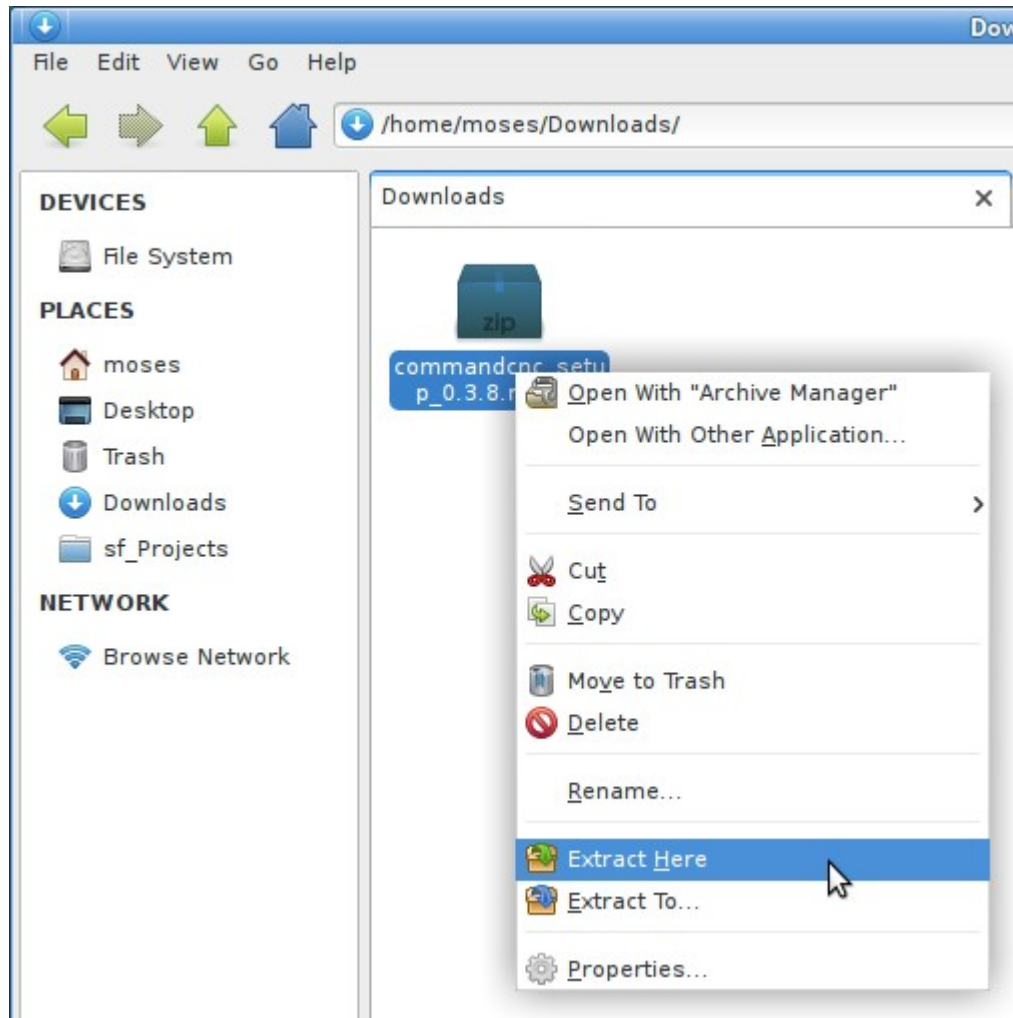 Dow
File Edit View Go Help
/home/moses/Downloads/
DEVICES
File System
PLACES
moses
Desktop
Trash
Downloads
sf_Projects
NETWORK
Browse Network
Downloads
zip
commandcnc_setu
p_0.3.8.r
Open With "Archive Manager"
Open With Other Application...
Send To
Cut
Copy
Move to Trash
Delete
Rename...
Extract Here
Extract To...
Properties...